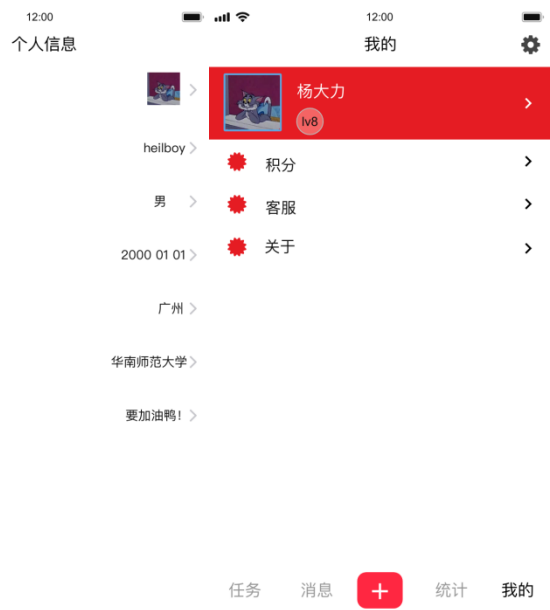 12:00
个人信息
heilboy
男
2000 01 01
广州
华南师范大学
要加油鸭!
12:00
我的
杨大力
lv8
积分
客服
关于
任务 消息 + 统计 我的